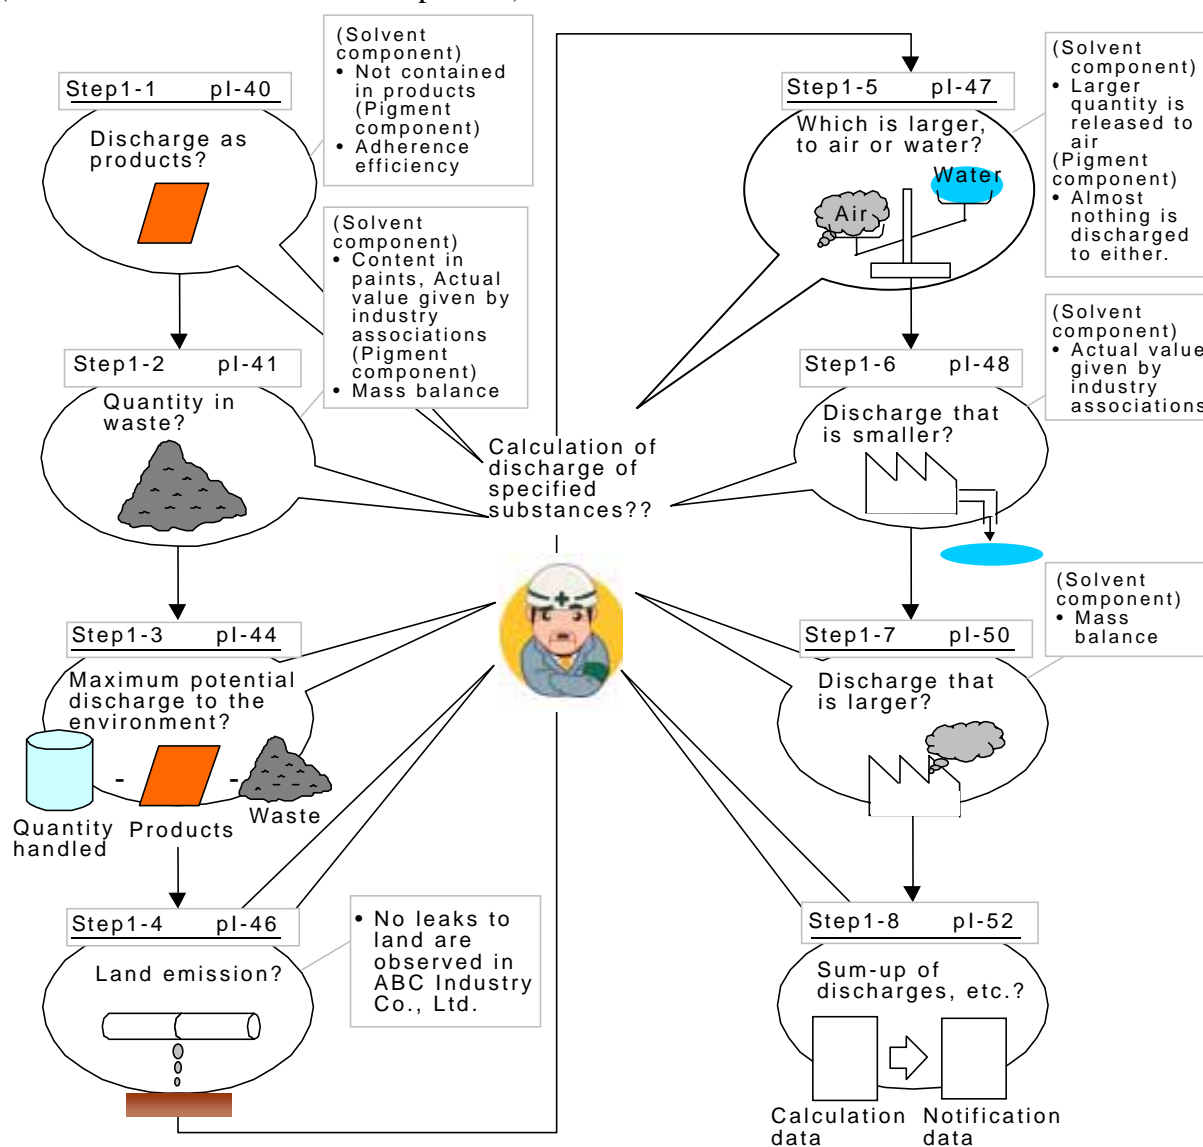 (Solvent
component)
• Not contained
in products
(Pigment
component)
• Adherence
efficiency
Step1-1 pI-40
Discharge as
products?
(Solvent
component)
• Content in
paints, Actual
value given by
industry
associations
(Pigment
component)
• Mass balance
Step1-2 pI-41
Quantity in
waste?
Step1-3 pI-44
Maximum potential
discharge to the
environment?
-
-
Quantity
handled
Products
Waste
Step1-4 pI-46
Land emission?
• No leaks to
land are
observed in
ABC Industry
Co., Ltd.
Calculation of
discharge of
specified
substances??
Step1-5 pI-47
Which is larger,
to air or water?
Water
Air
(Solvent
component)
• Larger
quantity is
released to
air
(Pigment
component)
• Almost
nothing is
discharged
to either.
Step1-6 pI-48
Discharge that
is smaller?
(Solvent
component)
• Actual value
given by
industry
associations
Step1-7 pI-50
Discharge that
is larger?
(Solvent
component)
• Mass
balance
Step1-8 pI-52
Sum-up of
discharges, etc.?
Calculation
data
Notification
data